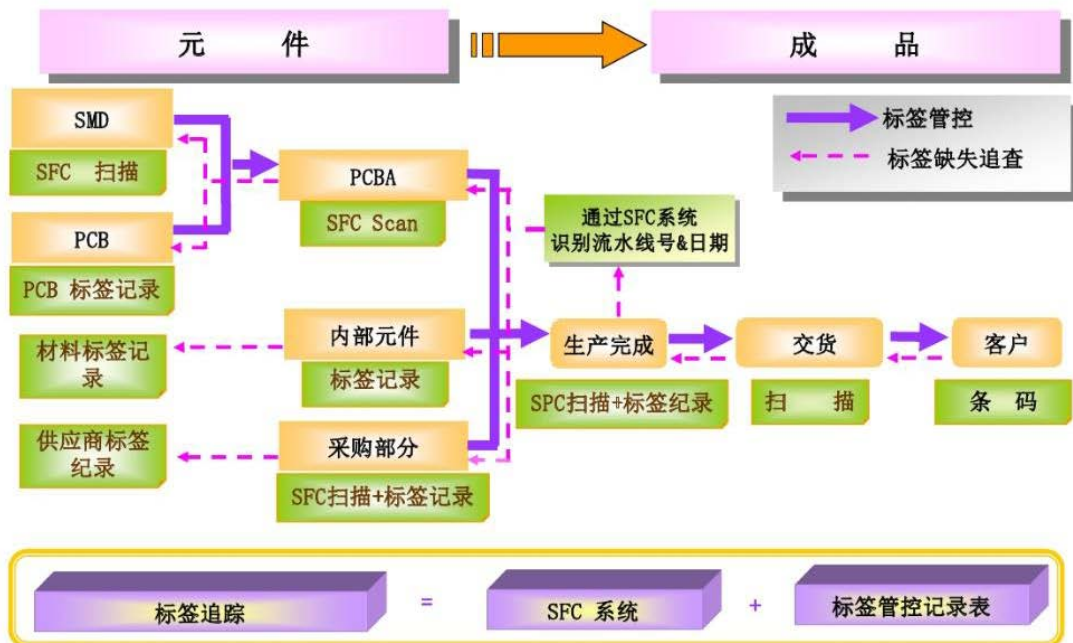 元 件
成 品
SMD
SFC 扫描
PCB
PCB 标签记录
PCBA
SFC Scan
标签管控
标签缺失追查
通过SFC系统
识别流水线号&日期
材料标签记
录
内部元件
标签记录
生产完成
SPC扫描+标签纪录
交货
扫 描
客户
条 码
供应商标签
纪录
采购部分
SFC扫描+标签记录
标签追踪
=
SFC 系统
+
标签管控记录表